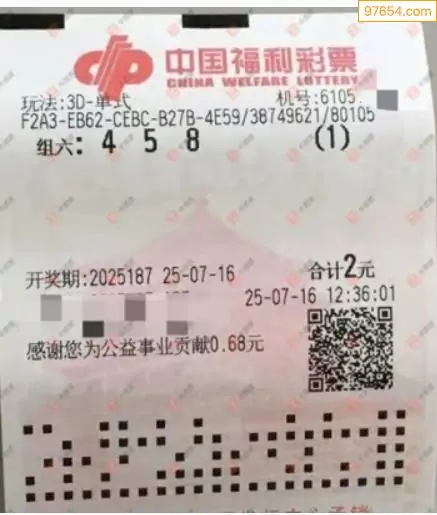 97654.com
中国福利彩票
CHINA WELFARE LOTTERY
玩法:3D-单式 机号:6105
F2A3-EB62-CEBC-B27B-4E59/38749621/80105
组六: 4 5 8 (1)
开奖期:2025187 25-07-16 合计2元
25-07-16 12:36:01
感谢您为公益事业贡献0.68元